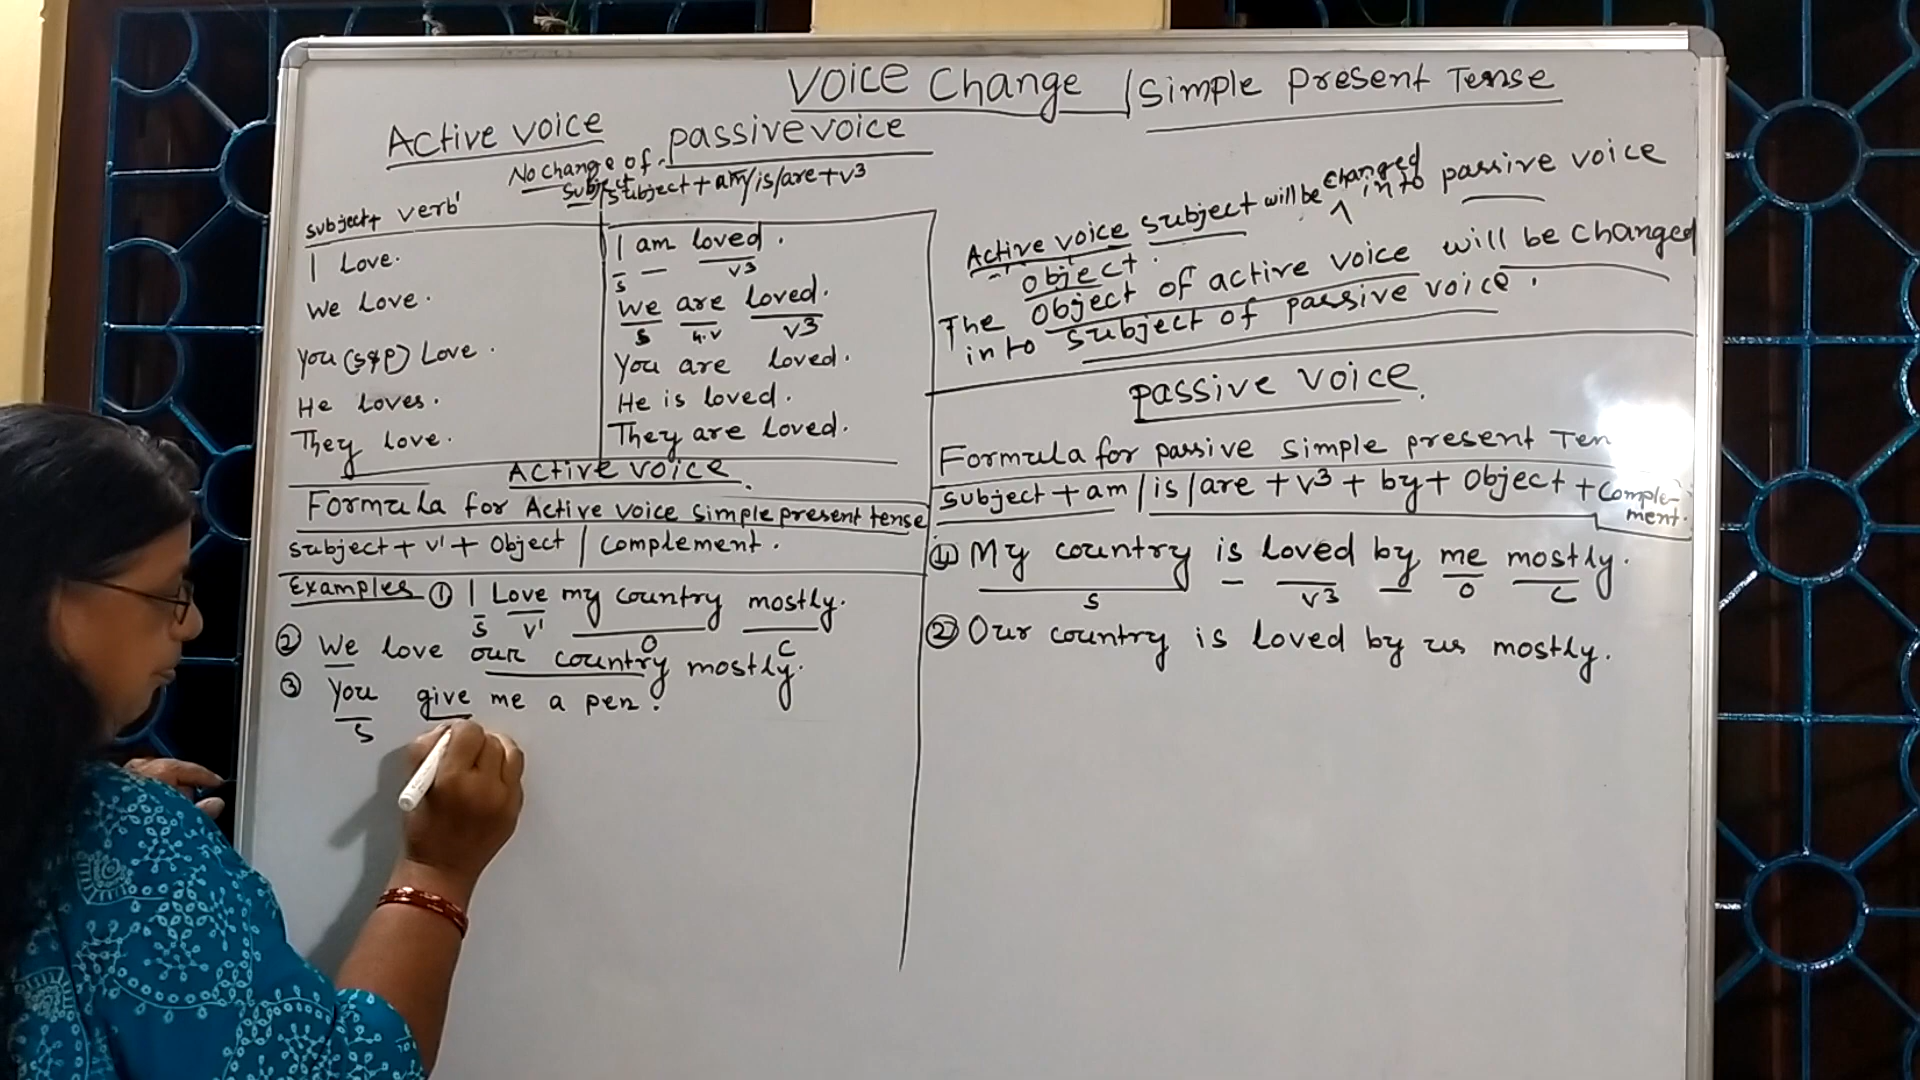 Voice Change / Simple Present Tense
Active voice
passive voice
No change of
subject
subject + am/is/are + v3
subject + verb1
I Love.
I am loved.
s
v3
We Love.
We are loved.
s h.v v3
You (s&p) Love.
You are loved.
He Loves.
He is loved.
They Love.
They are loved.
Active voice subject will be changed into passive voice
object.
The object of active voice will be changed
into subject of passive voice.
Active voice.
Formula for Active voice simple present tense
subject + v1 + object / complement.
Examples ① I Love my country mostly.
s v1 o c
② We love our country mostly.
③ You give me a pen.
s
passive voice.
Formula for passive simple present Ten
subject + am / is / are + v3 + by + object + comple-
ment.
① My country is loved by me mostly.
s v3 o c
② Our country is loved by us mostly.